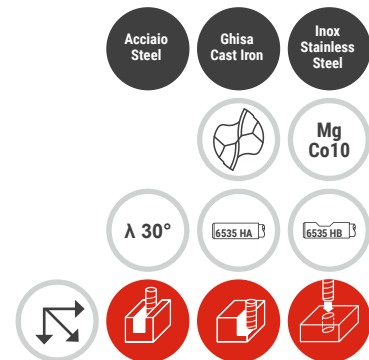 Acciaio
Steel
Ghisa
Cast Iron
Inox
Stainless
Steel
Mg
Co10
λ 30°
6535 HA
6535 HB